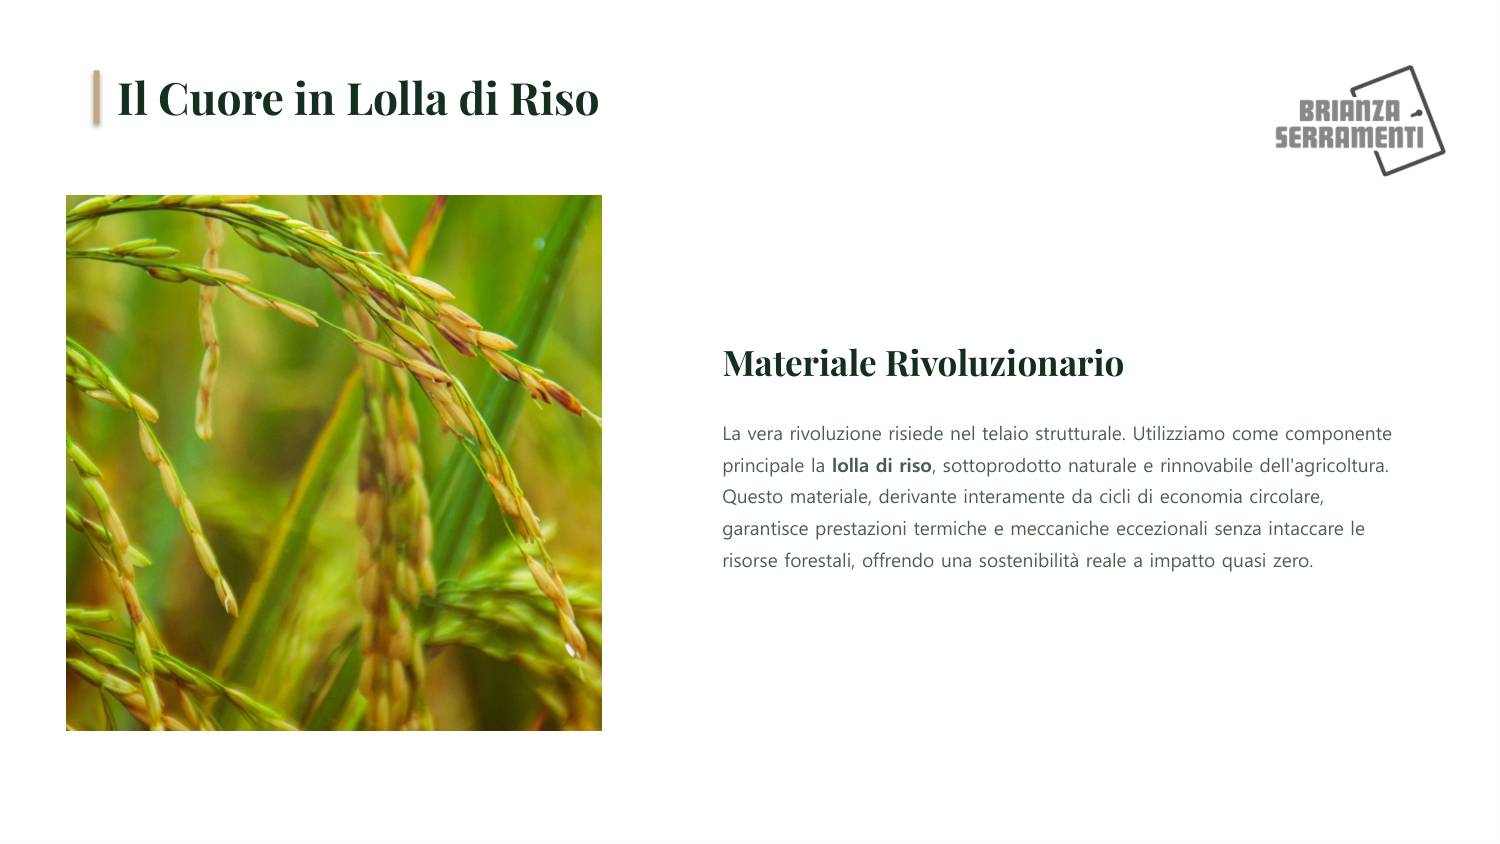 Il Cuore in Lolla di Riso
BRIANZA
SERRAMENTI
Materiale Rivoluzionario
La vera rivoluzione risiede nel telaio strutturale. Utilizziamo come componente
principale la lolla di riso, sottoprodotto naturale e rinnovabile dell'agricoltura.
Questo materiale, derivante interamente da cicli di economia circolare,
garantisce prestazioni termiche e meccaniche eccezionali senza intaccare le
risorse forestali, offrendo una sostenibilità reale a impatto quasi zero.